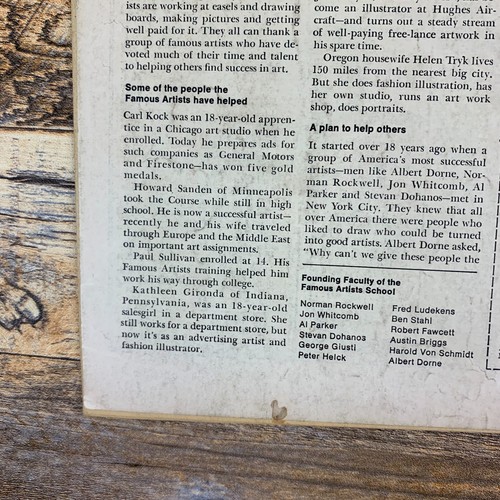 ists are working at easels and drawing
boards, making pictures and getting
well paid for it. They all can thank a
group of famous artists who have de-
voted much of their time and talent
to helping others find success in art.
Some of the people the
Famous Artists have helped
Carl Kock was an 18-year-old appren-
tice in a Chicago art studio when he
enrolled. Today he prepares ads for
such companies as General Motors
and Firestone—has won five gold
medals.
Howard Sanden of Minneapolis
took the Course while still in high
school. He is now a successful artist—
recently he and his wife traveled
through Europe and the Middle East
on important art assignments.
Paul Sullivan enrolled at 14. His
Famous Artists training helped him
work his way through college.
Kathleen Gironda of Indiana,
Pennsylvania, was an 18-year-old
salesgirl in a department store. She
still works for a department store, but
now it's as an advertising artist and
fashion illustrator.
come an illustrator at Hughes Air-
craft—and turns out a steady stream
of well-paying free-lance artwork in
his spare time.
Oregon housewife Helen Tryk lives
150 miles from the nearest big city.
But she does fashion illustration, has
her own studio, runs an art work
shop, does portraits.
A plan to help others
It started over 18 years ago when a
group of America's most successful
artists—men like Albert Dorne, Nor-
man Rockwell, Jon Whitcomb, Al
Parker and Stevan Dohanos—met in
New York City. They knew that all
over America there were people who
liked to draw who could be turned
into good artists. Albert Dorne asked,
"Why can't we give these people the
Founding Faculty of the
Famous Artists School
Norman Rockwell
Jon Whitcomb
Al Parker
Stevan Dohanos
George Giusti
Peter Helck
Fred Ludekens
Ben Stahl
Robert Fawcett
Austin Briggs
Harold Von Schmidt
Albert Dorne